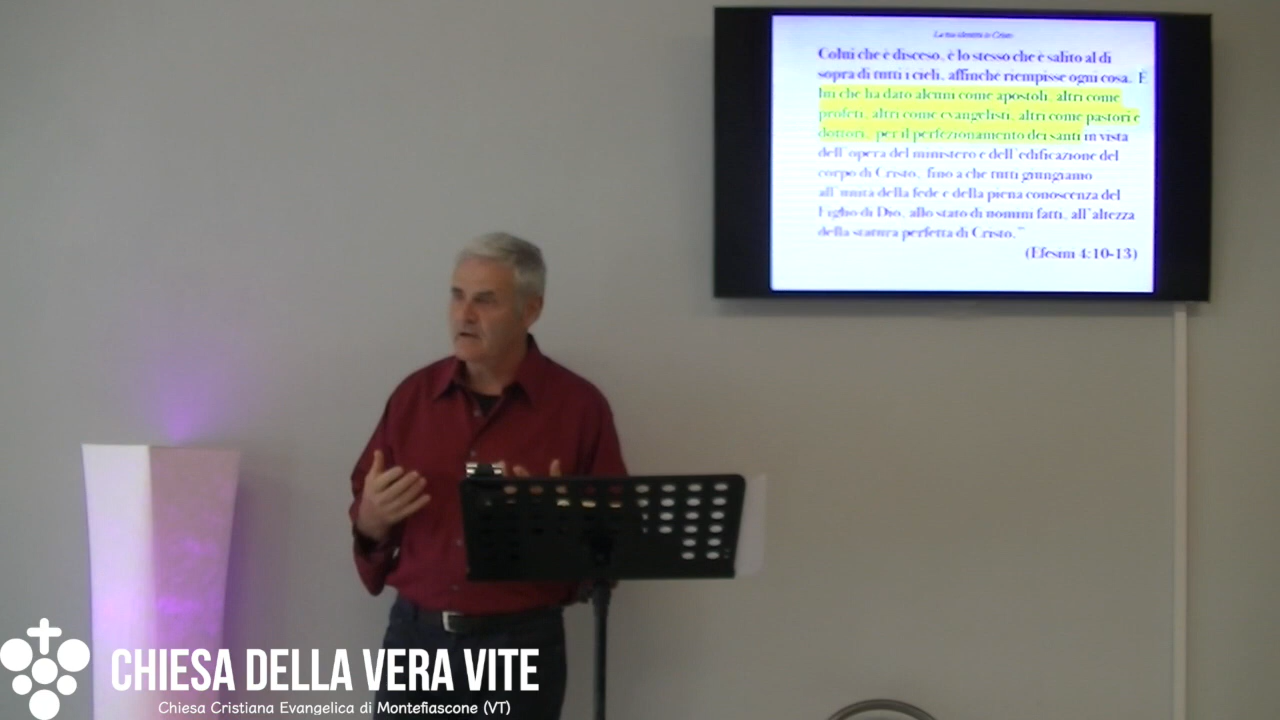 La tua identità in Cristo
Colui che è disceso, è lo stesso che è salito al di
sopra di tutti i cieli, affinché riempisse ogni cosa. È
lui che ha dato alcuni come apostoli, altri come
profeti, altri come evangelisti, altri come pastori e
dottori, per il perfezionamento dei santi in vista
dell'opera del ministero e dell'edificazione del
corpo di Cristo, fino a che tutti giungiamo
all'unità della fede e della piena conoscenza del
Figlio di Dio, allo stato di uomini fatti, all'altezza
della statura perfetta di Cristo."
(Efesini 4:10-13)
CHIESA DELLA VERA VITE
Chiesa Cristiana Evangelica di Montefiascone (VT)